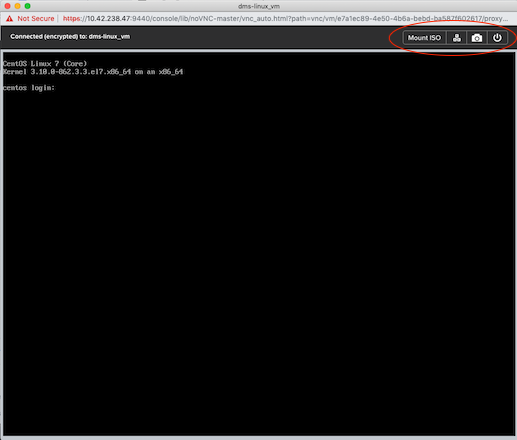 dms-linux_vm
Not Secure | https://10.42.238.47:9440/console/lib/noVNC-master/vnc_auto.html?path=vnc/vm/e7a1ec89-4e50-4b6a-bebd-ba587f602617/proxy...
Connected (encrypted) to: dms-linux_vm
Mount ISO
CentOS Linux 7 (Core)
Kernel 3.10.0-862.3.3.el7.x86_64 on an x86_64
centos login: